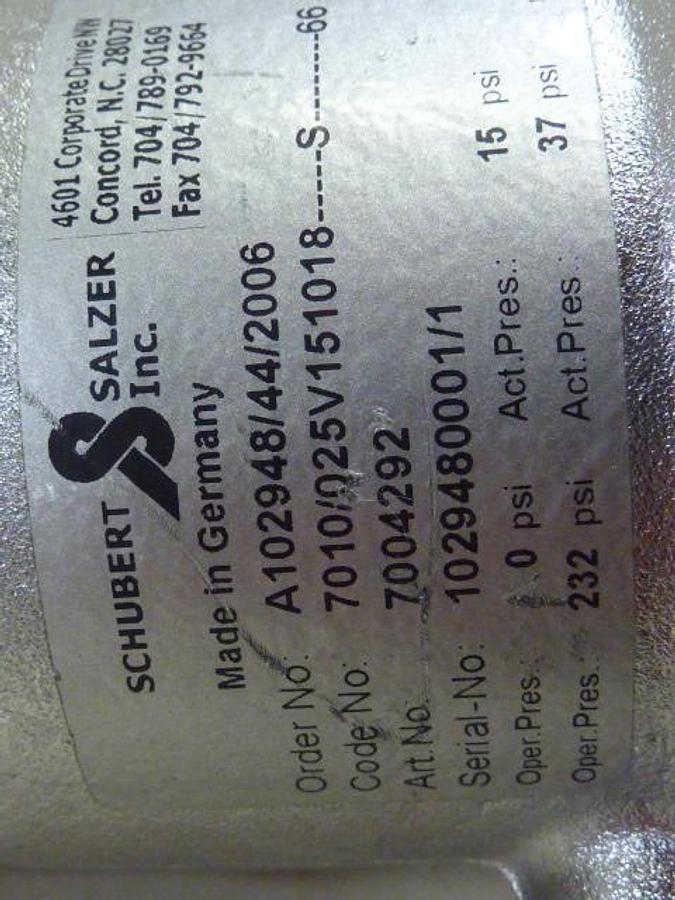 SCHUBERT SALZER
Inc.
4601 Corporate Drive NW
Concord, N.C. 28027
Tel. 704/789-0169
Fax 704/792-9664
Made in Germany
Order No: A102948/44/2006
Code No: 7010/025V151018-----S--------66
Art.No. 7004292
Serial-No: 1029480001/1
Oper.Pres.: 0 psi Act.Pres.: 15 psi
Oper.Pres.: 232 psi Act.Pres.: 37 psi